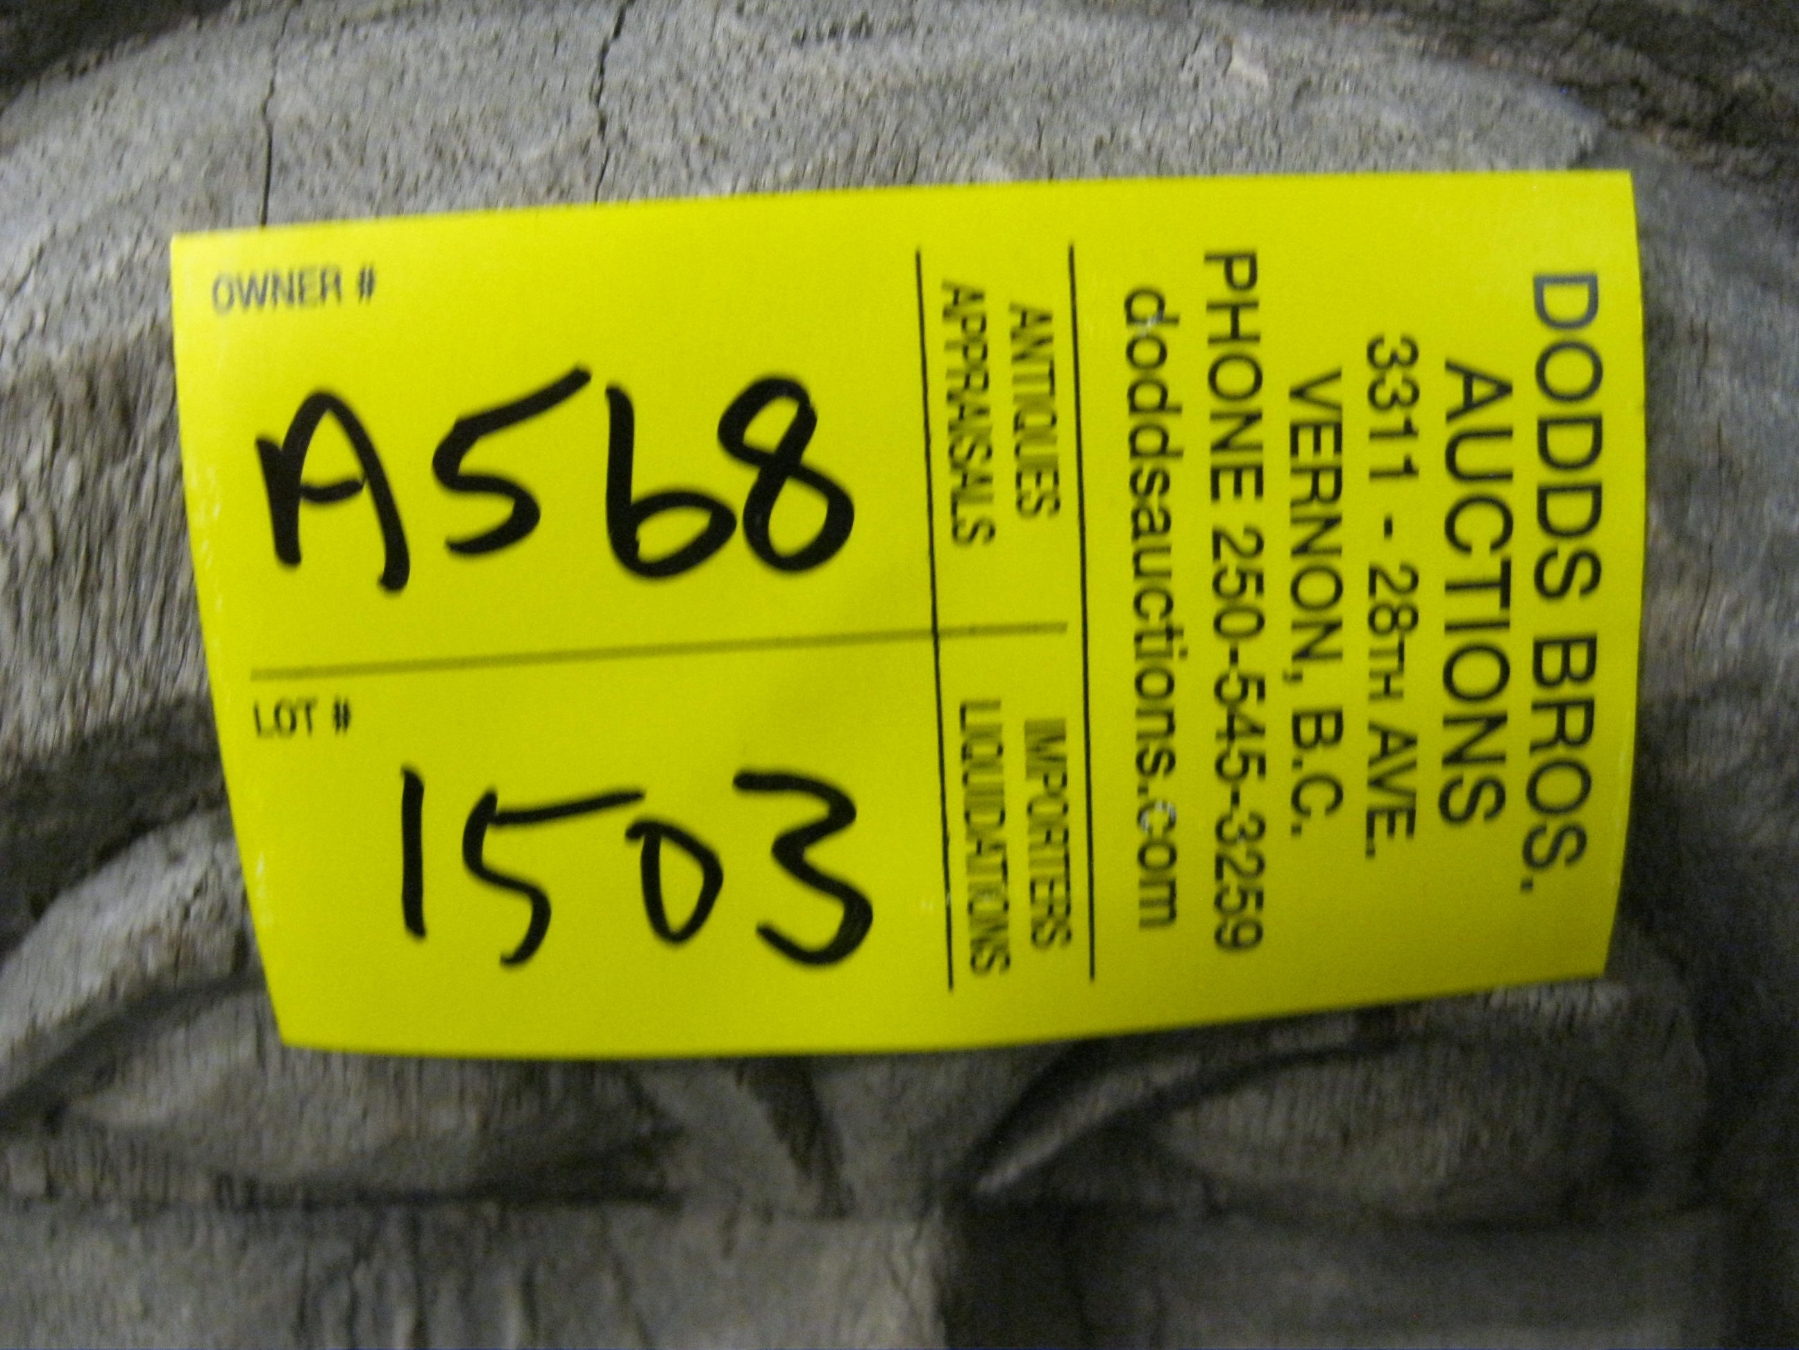 DODDS BROS.
AUCTIONS
3311 - 28TH AVE.
VERNON, B.C.
PHONE 250-545-3259
doddsauctions.com
ANTIQUES IMPORTERS
APPRAISALS LIQUIDATIONS
OWNER #
A568
LOT #
1503